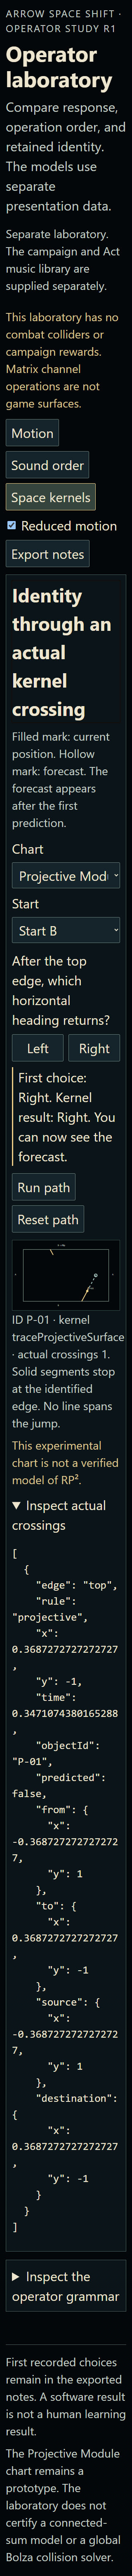 ARROW SPACE SHIFT ·
OPERATOR STUDY R1
Operator
laboratory
Compare response,
operation order, and
retained identity.
The models use
separate
presentation data.
Separate laboratory.
The campaign and Act
music library are
supplied separately.
This laboratory has no
combat colliders or
campaign rewards.
Matrix channel
operations are not
game surfaces.
Motion
Sound order
Space kernels
Reduced motion
Export notes
Identity
through an
actual
kernel
crossing
Filled mark: current
position. Hollow
mark: forecast. The
forecast appears
after the first
prediction.
Chart
Projective Mod
Start
Start B
After the top
edge, which
horizontal
heading returns?
Left Right
First choice:
Right. Kernel
result: Right. You
can now see the
forecast.
Run path
Reset path
ID P-01 · kernel
traceProjectiveSurface
· actual crossings 1.
Solid segments stop
at the identified
edge. No line spans
the jump.
This experimental
chart is not a verified
model of RP².
▼ Inspect actual
crossings
[
{
"edge": "top",
"rule":
"projective",
"x":
0.3687272727272727
,
"y": -1,
"time":
0.3471074380165288
,
"objectId":
"P-01",
"predicted":
false,
"from": {
"x":
-0.368727272727272
7,
"y": 1
},
"to": {
"x":
0.3687272727272727
,
"y": -1
},
"source": {
"x":
-0.368727272727272
7,
"y": 1
},
"destination":
{
"x":
0.3687272727272727
,
"y": -1
}
}
]
▶ Inspect the
operator grammar
First recorded choices
remain in the exported
notes. A software result
is not a human learning
result.
The Projective Module
chart remains a
prototype. The
laboratory does not
certify a connected-
sum model or a global
Bolza collision solver.